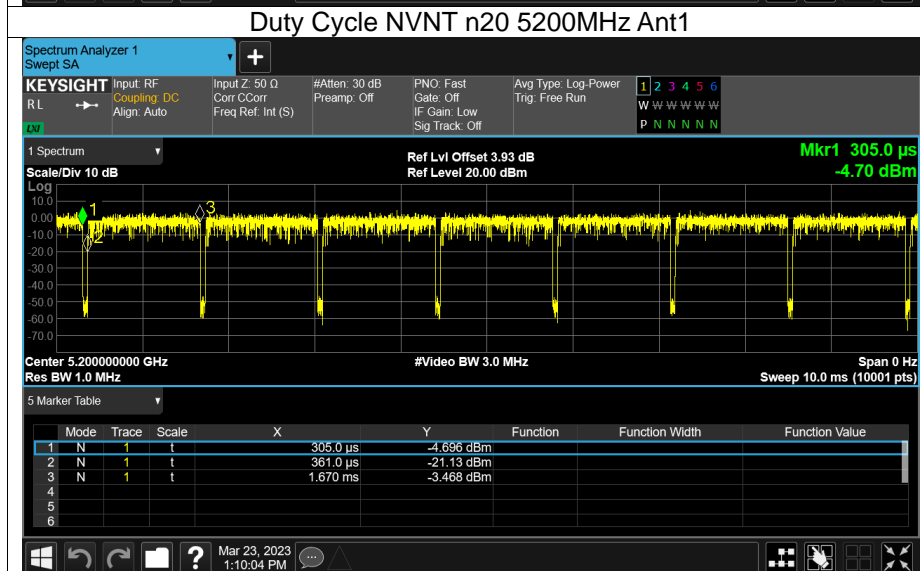 Duty Cycle NVNT n20 5200MHz Ant1
Spectrum Analyzer 1
Swept SA
+
KEYSIGHT
R L
LXI
Input: RF
Coupling: DC
Align: Auto
Input Z: 50 Ω
Corr CCorr
Freq Ref: Int (S)
#Atten: 30 dB
Preamp: Off
PNO: Fast
Gate: Off
IF Gain: Low
Sig Track: Off
Avg Type: Log-Power
Trig: Free Run
1 2 3 4 5 6
W W W W W W
P N N N N N
1 Spectrum
Scale/Div 10 dB
Ref Lvl Offset 3.93 dB
Ref Level 20.00 dBm
Mkr1 305.0 µs
-4.70 dBm
Log
10.0
0.00
-10.0
-20.0
-30.0
-40.0
-50.0
-60.0
-70.0
1
2
3
Center 5.200000000 GHz
Res BW 1.0 MHz
#Video BW 3.0 MHz
Span 0 Hz
Sweep 10.0 ms (10001 pts)
5 Marker Table
Mode Trace Scale X Y Function Function Width Function Value
1 N 1 t 305.0 µs -4.696 dBm
2 N 1 t 361.0 µs -21.13 dBm
3 N 1 t 1.670 ms -3.468 dBm
4
5
6
?
Mar 23, 2023
1:10:04 PM